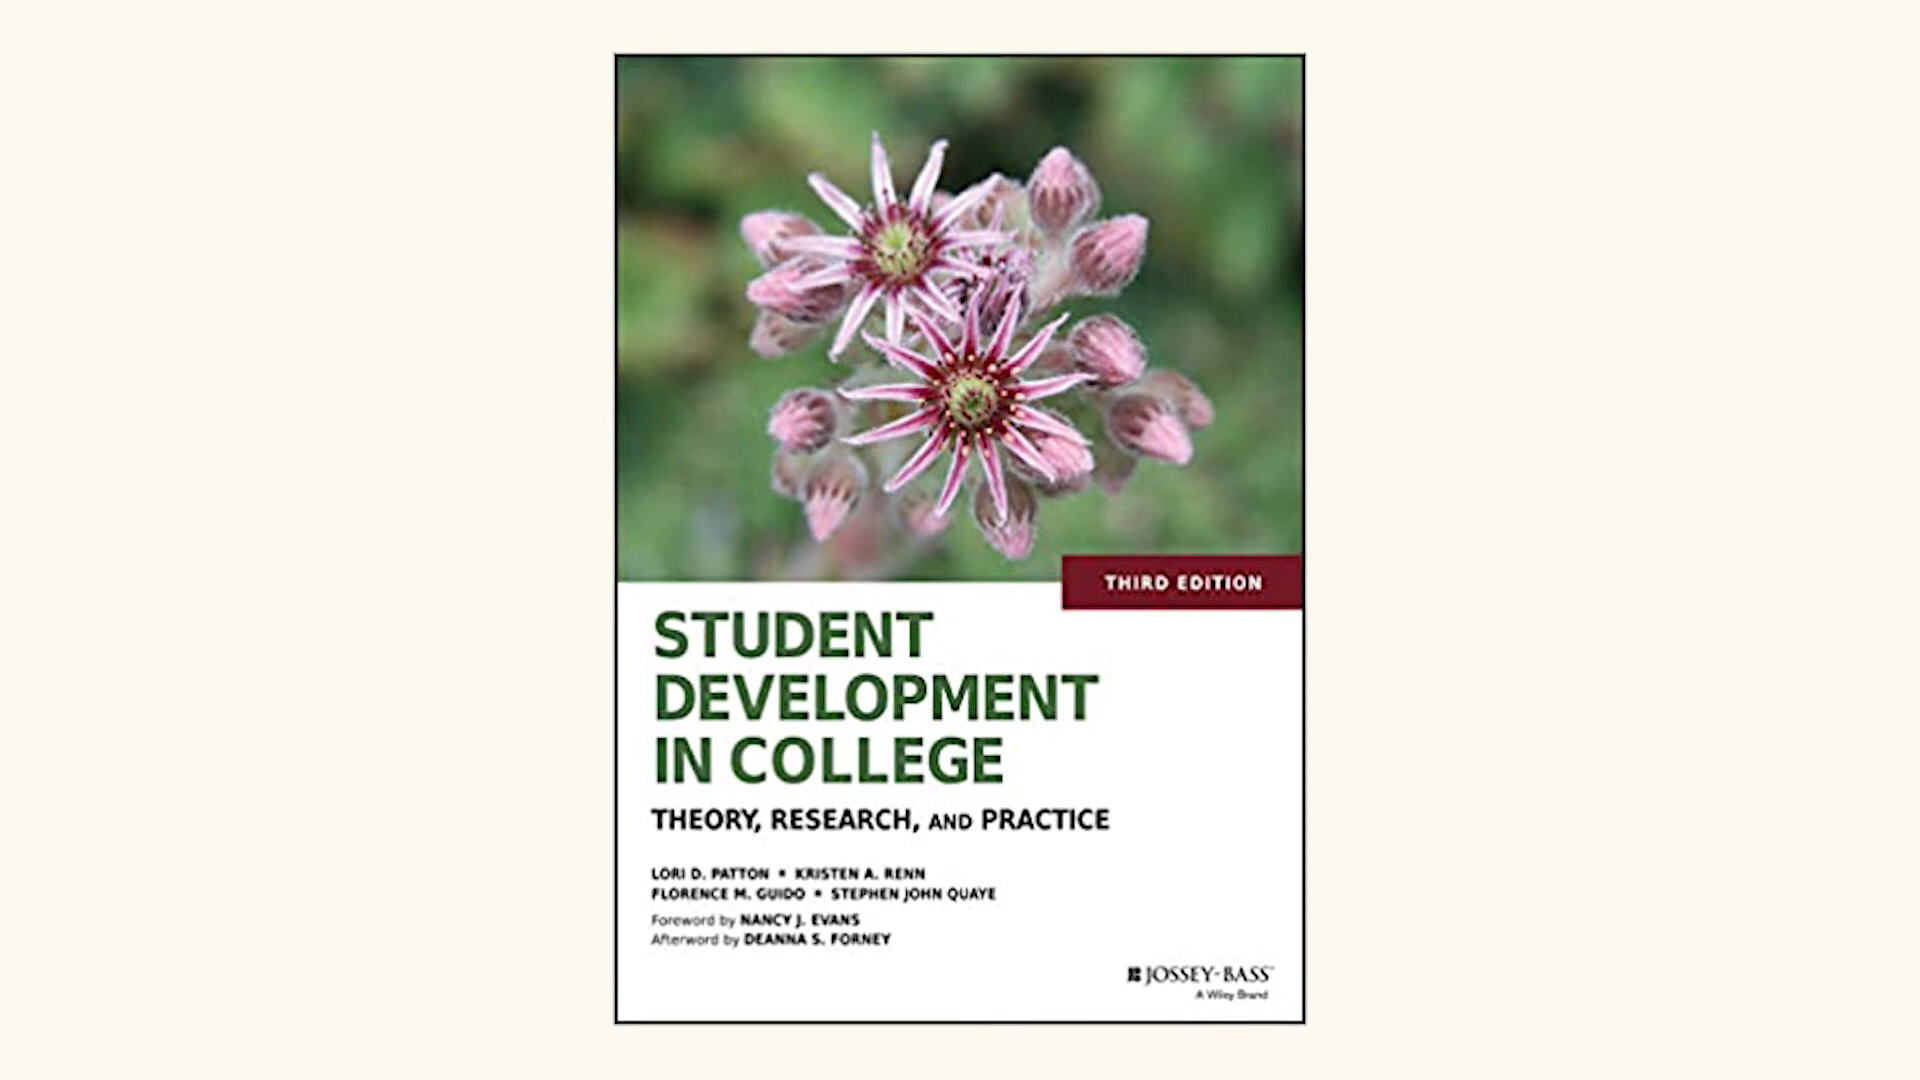 THIRD EDITION
STUDENT
DEVELOPMENT
IN COLLEGE
THEORY, RESEARCH, AND PRACTICE
LORI D. PATTON • KRISTEN A. RENN
FLORENCE M. GUIDO • STEPHEN JOHN QUAYE
Foreword by NANCY J. EVANS
Afterword by DEANNA S. FORNEY
JOSSEY-BASS™
A Wiley Brand